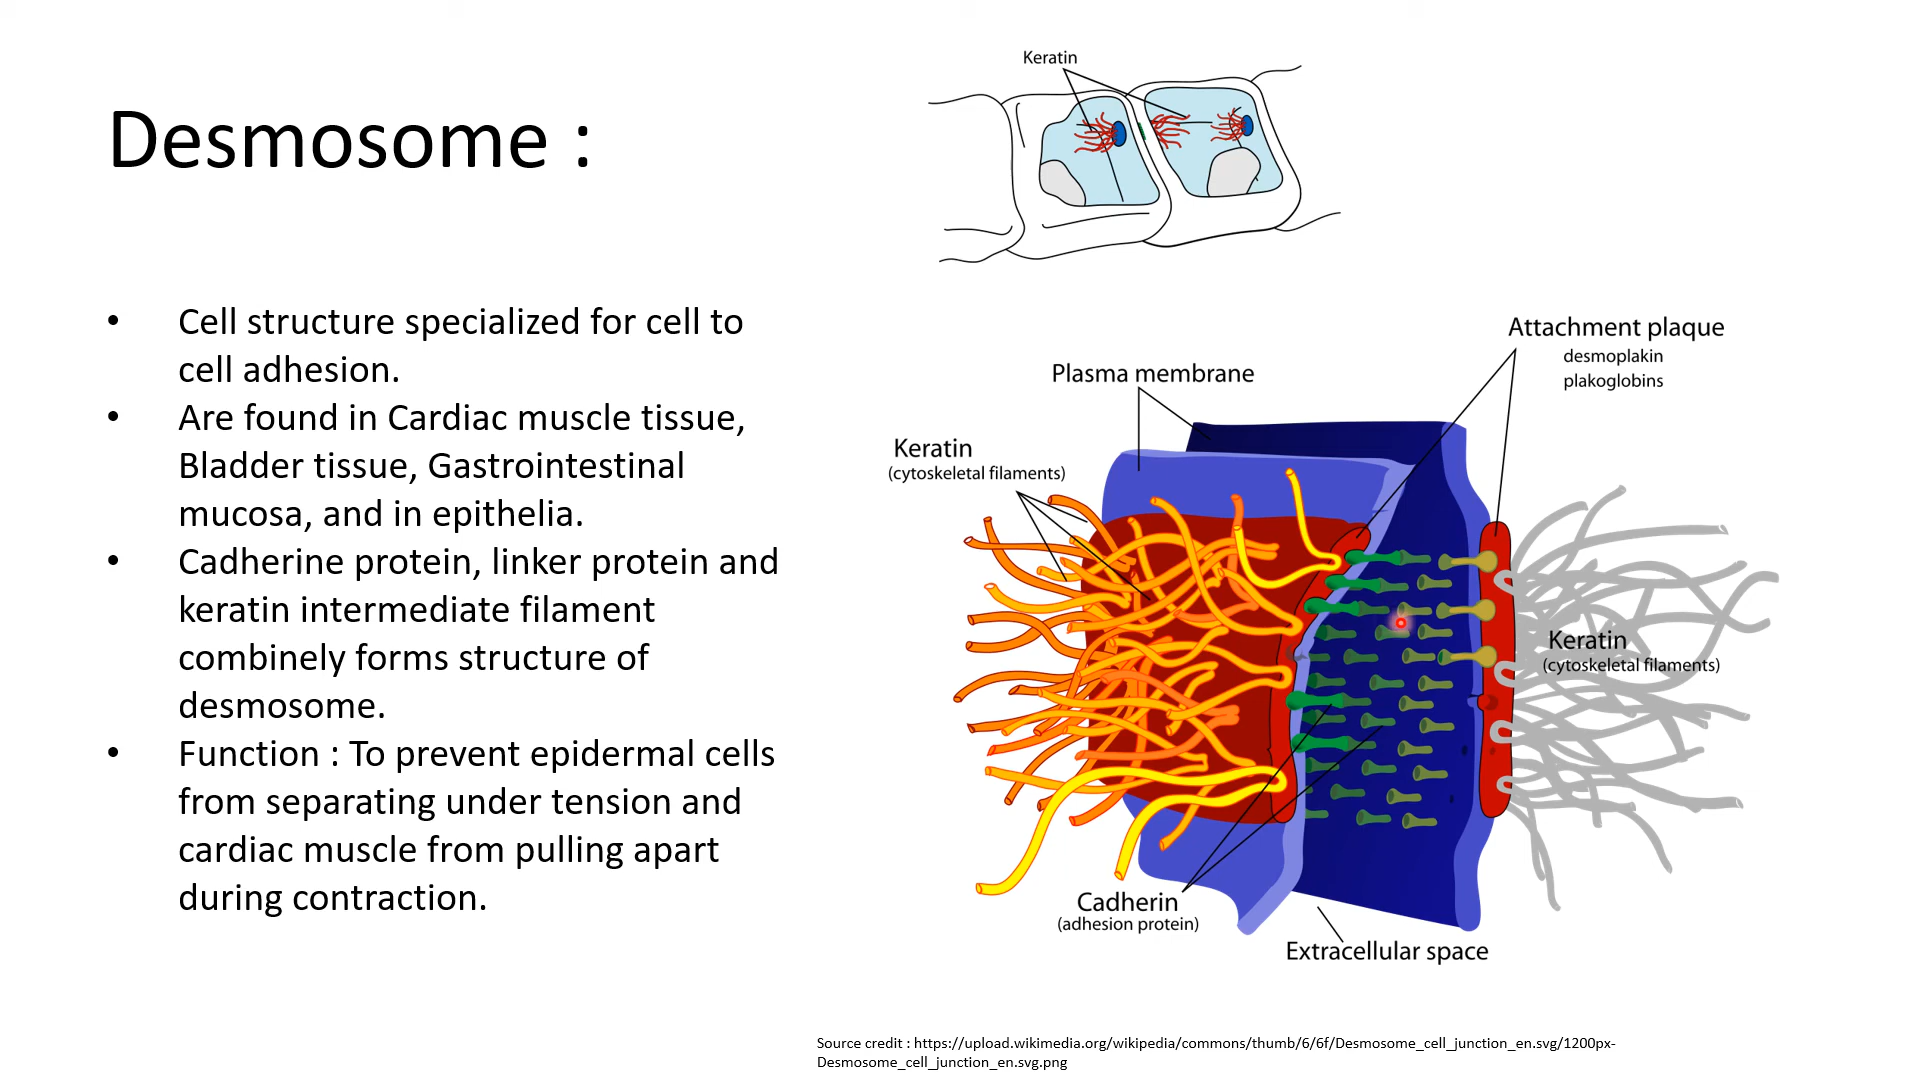 Desmosome :
• Cell structure specialized for cell to
cell adhesion.
• Are found in Cardiac muscle tissue,
Bladder tissue, Gastrointestinal
mucosa, and in epithelia.
• Cadherine protein, linker protein and
keratin intermediate filament
combinely forms structure of
desmosome.
• Function : To prevent epidermal cells
from separating under tension and
cardiac muscle from pulling apart
during contraction.
Keratin
Attachment plaque
desmoplakin
plakoglobins
Plasma membrane
Keratin
(cytoskeletal filaments)
Keratin
(cytoskeletal filaments)
Cadherin
(adhesion protein)
Extracellular space
Source credit : https://upload.wikimedia.org/wikipedia/commons/thumb/6/6f/Desmosome_cell_junction_en.svg/1200px-
Desmosome_cell_junction_en.svg.png